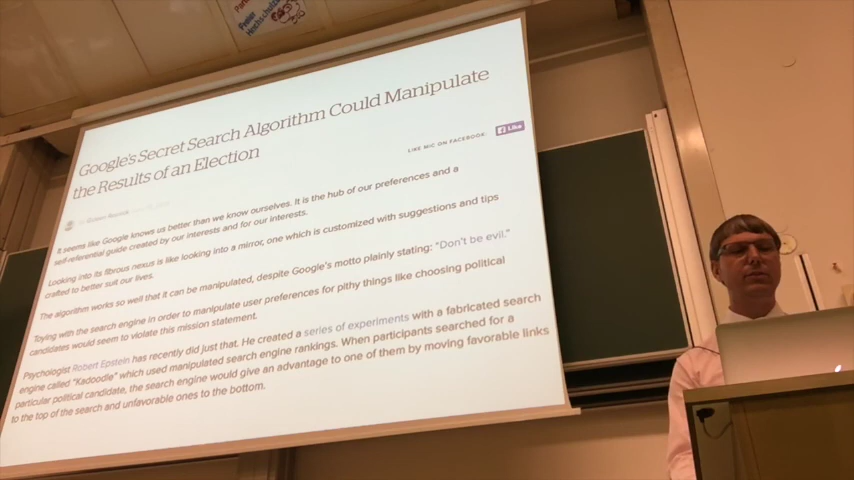 Freier
Hochschulz
Google's Secret Search Algorithm Could Manipulate
the Results of an Election
LIKE MIC ON FACEBOOK
Like
It seems like Google knows us better than we know ourselves. It is the hub of our preferences and a
self-referential guide created by our interests and for our interests.
Looking into its fibrous nexus is like looking into a mirror, one which is customized with suggestions and tips
crafted to better suit our lives.
The algorithm works so well that it can be manipulated, despite Google's motto plainly stating: "Don't be evil."
Toying with the search engine in order to manipulate user preferences for pithy things like choosing political
candidates would seem to violate this mission statement.
Psychologist Robert Epstein has recently did just that. He created a series of experiments with a fabricated search
engine called "Kadoodle" which used manipulated search engine rankings. When participants searched for a
particular political candidate, the search engine would give an advantage to one of them by moving favorable links
to the top of the search and unfavorable ones to the bottom.